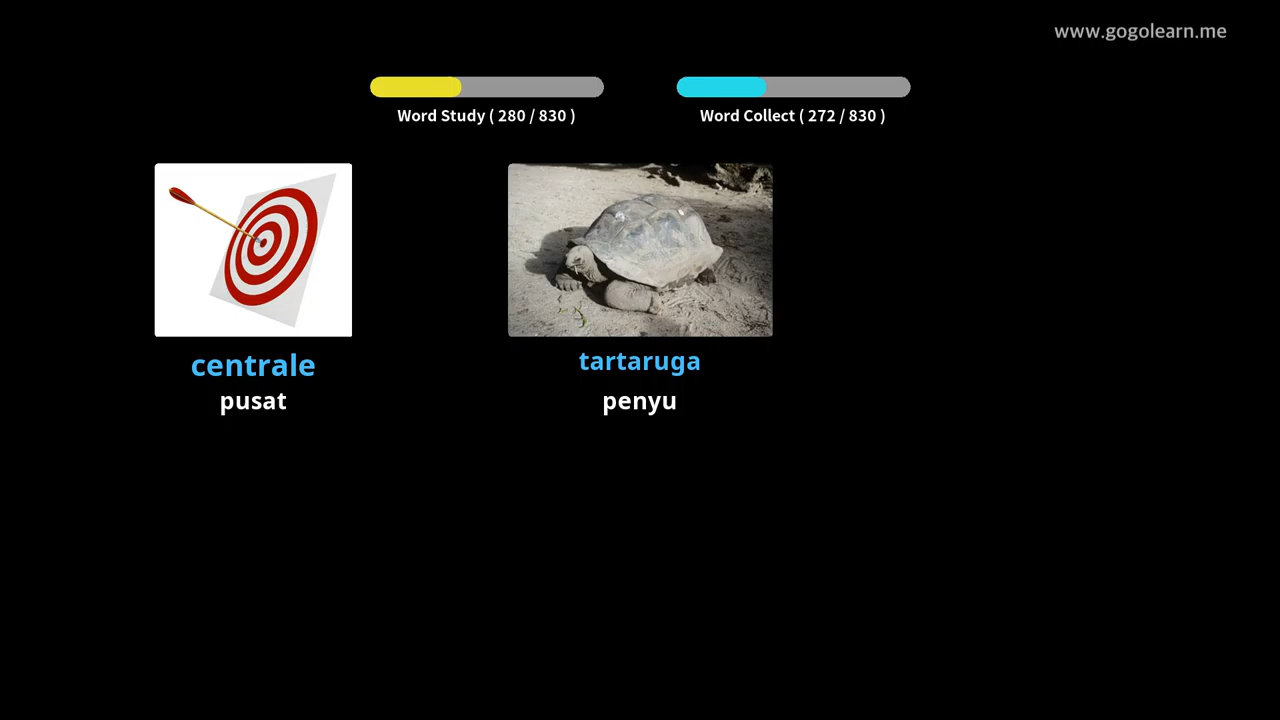 www.gogolearn.me
Word Study ( 280 / 830 )
Word Collect ( 272 / 830 )
centrale
pusat
tartaruga
penyu